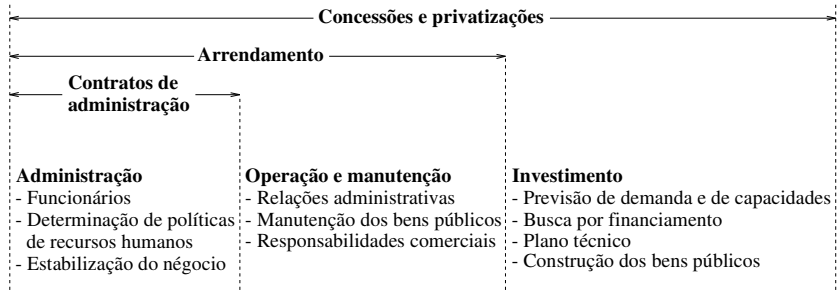 Concessões e privatizações
Arrendamento
Contratos de
administração
Administração
- Funcionários
- Determinação de políticas
de recursos humanos
- Estabilização do négocio
Operação e manutenção
- Relações administrativas
- Manutenção dos bens públicos
- Responsabilidades comerciais
Investimento
- Previsão de demanda e de capacidades
- Busca por financiamento
- Plano técnico
- Construção dos bens públicos